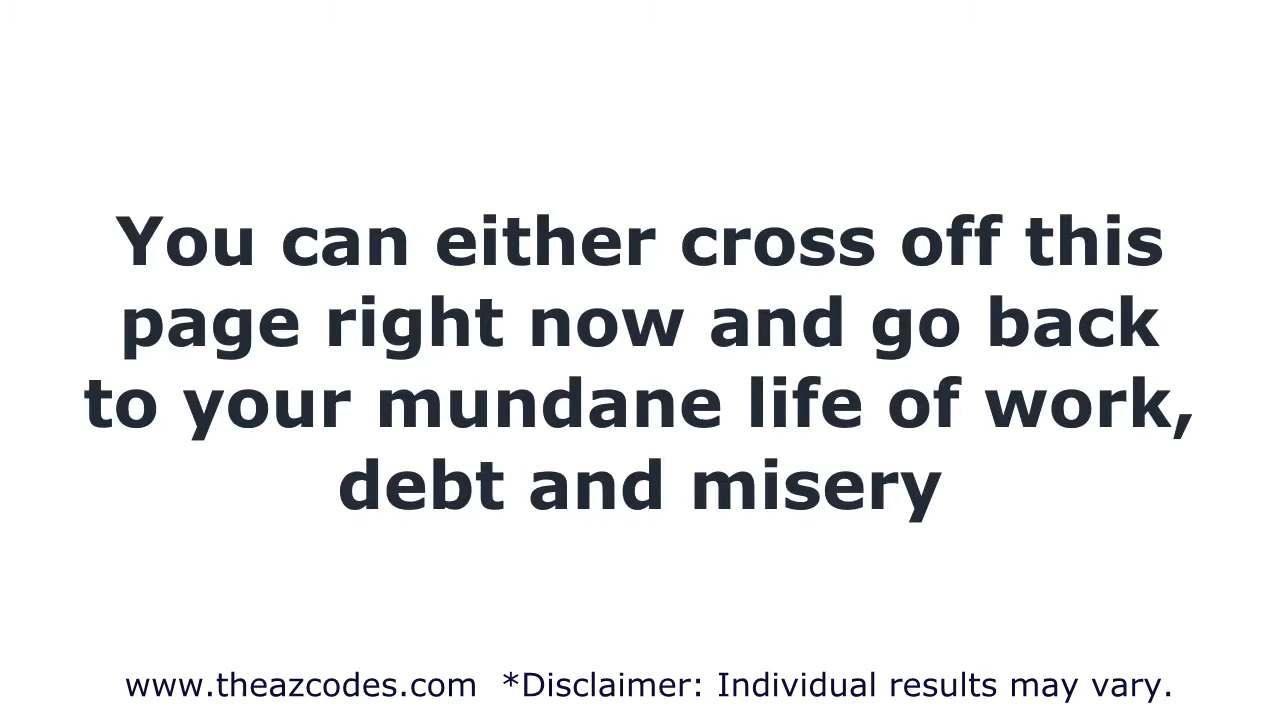 You can either cross off this
page right now and go back
to your mundane life of work,
debt and misery
www.theazcodes.com *Disclaimer: Individual results may vary.